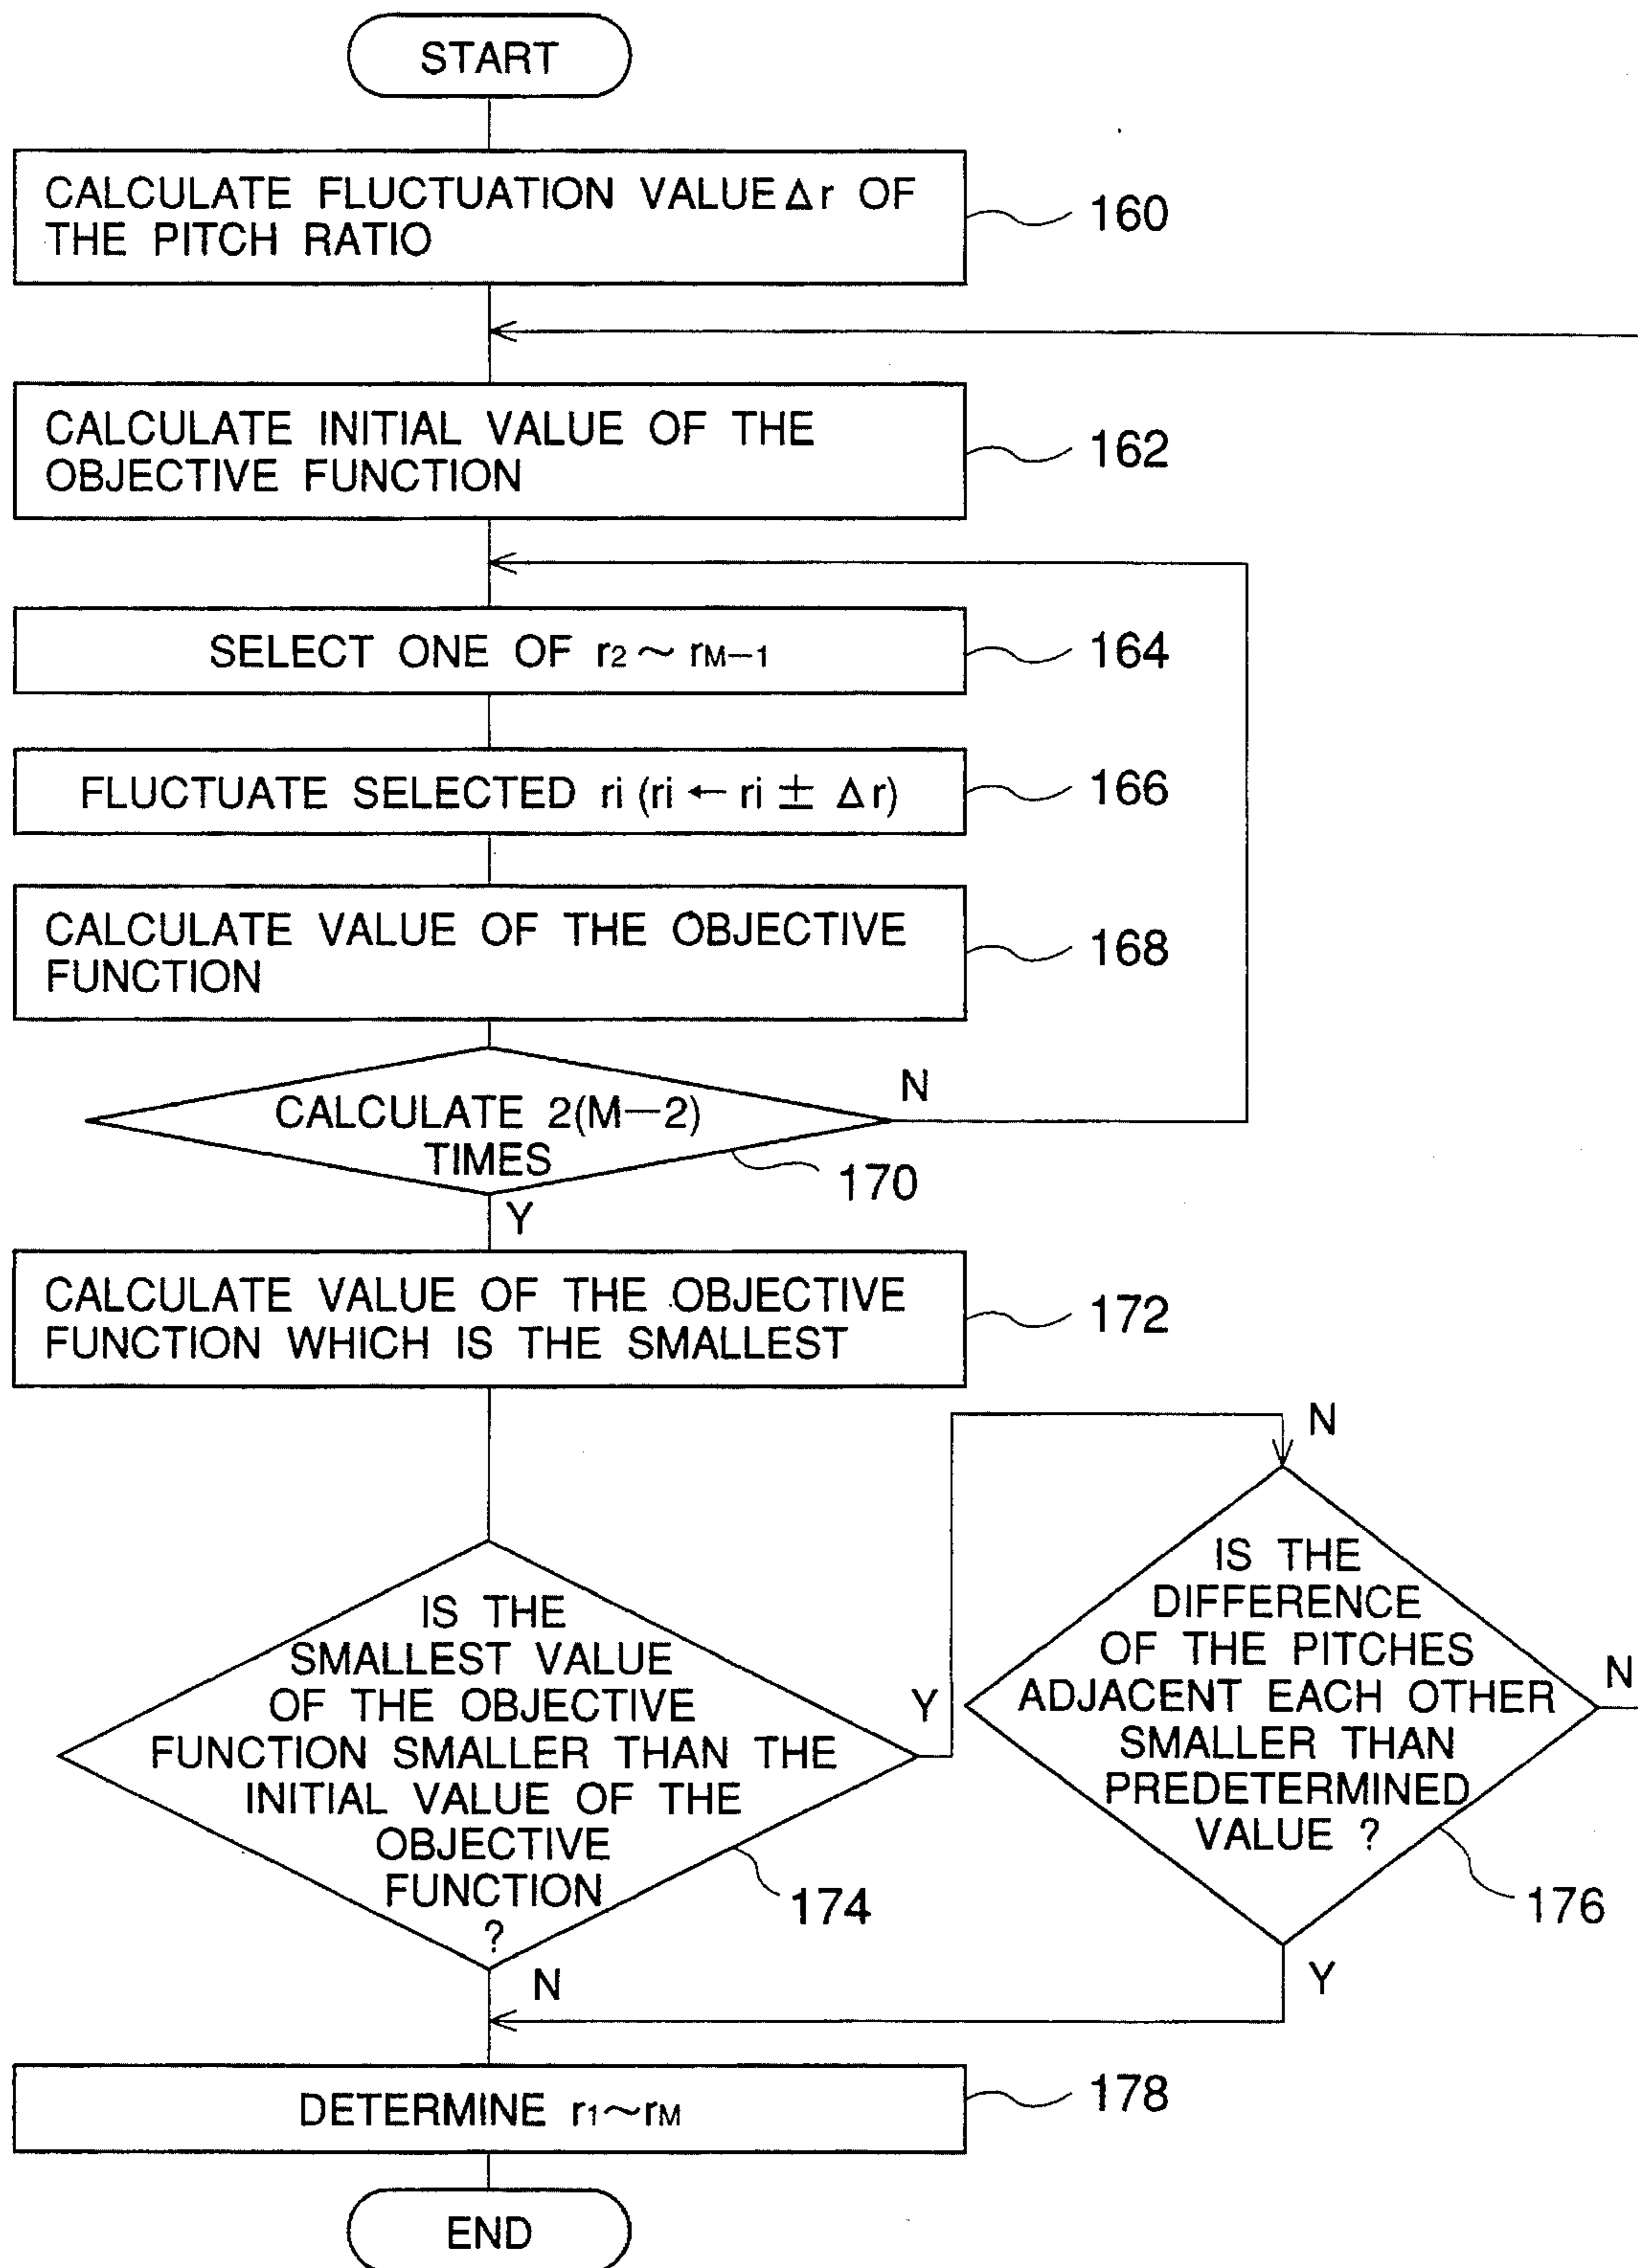 START
CALCULATE FLUCTUATION VALUE Δr OF
THE PITCH RATIO
160
CALCULATE INITIAL VALUE OF THE
OBJECTIVE FUNCTION
162
SELECT ONE OF r2 ~ rM−1
164
FLUCTUATE SELECTED ri (ri ← ri ± Δr)
166
CALCULATE VALUE OF THE OBJECTIVE
FUNCTION
168
CALCULATE 2(M−2)
TIMES
N
170
Y
CALCULATE VALUE OF THE OBJECTIVE
FUNCTION WHICH IS THE SMALLEST
172
IS THE
SMALLEST VALUE
OF THE OBJECTIVE
FUNCTION SMALLER THAN THE
INITIAL VALUE OF THE
OBJECTIVE
FUNCTION
?
Y
174
N
N
IS THE
DIFFERENCE
OF THE PITCHES
ADJACENT EACH OTHER
SMALLER THAN
PREDETERMINED
VALUE ?
N
176
Y
DETERMINE r1~rM
178
END